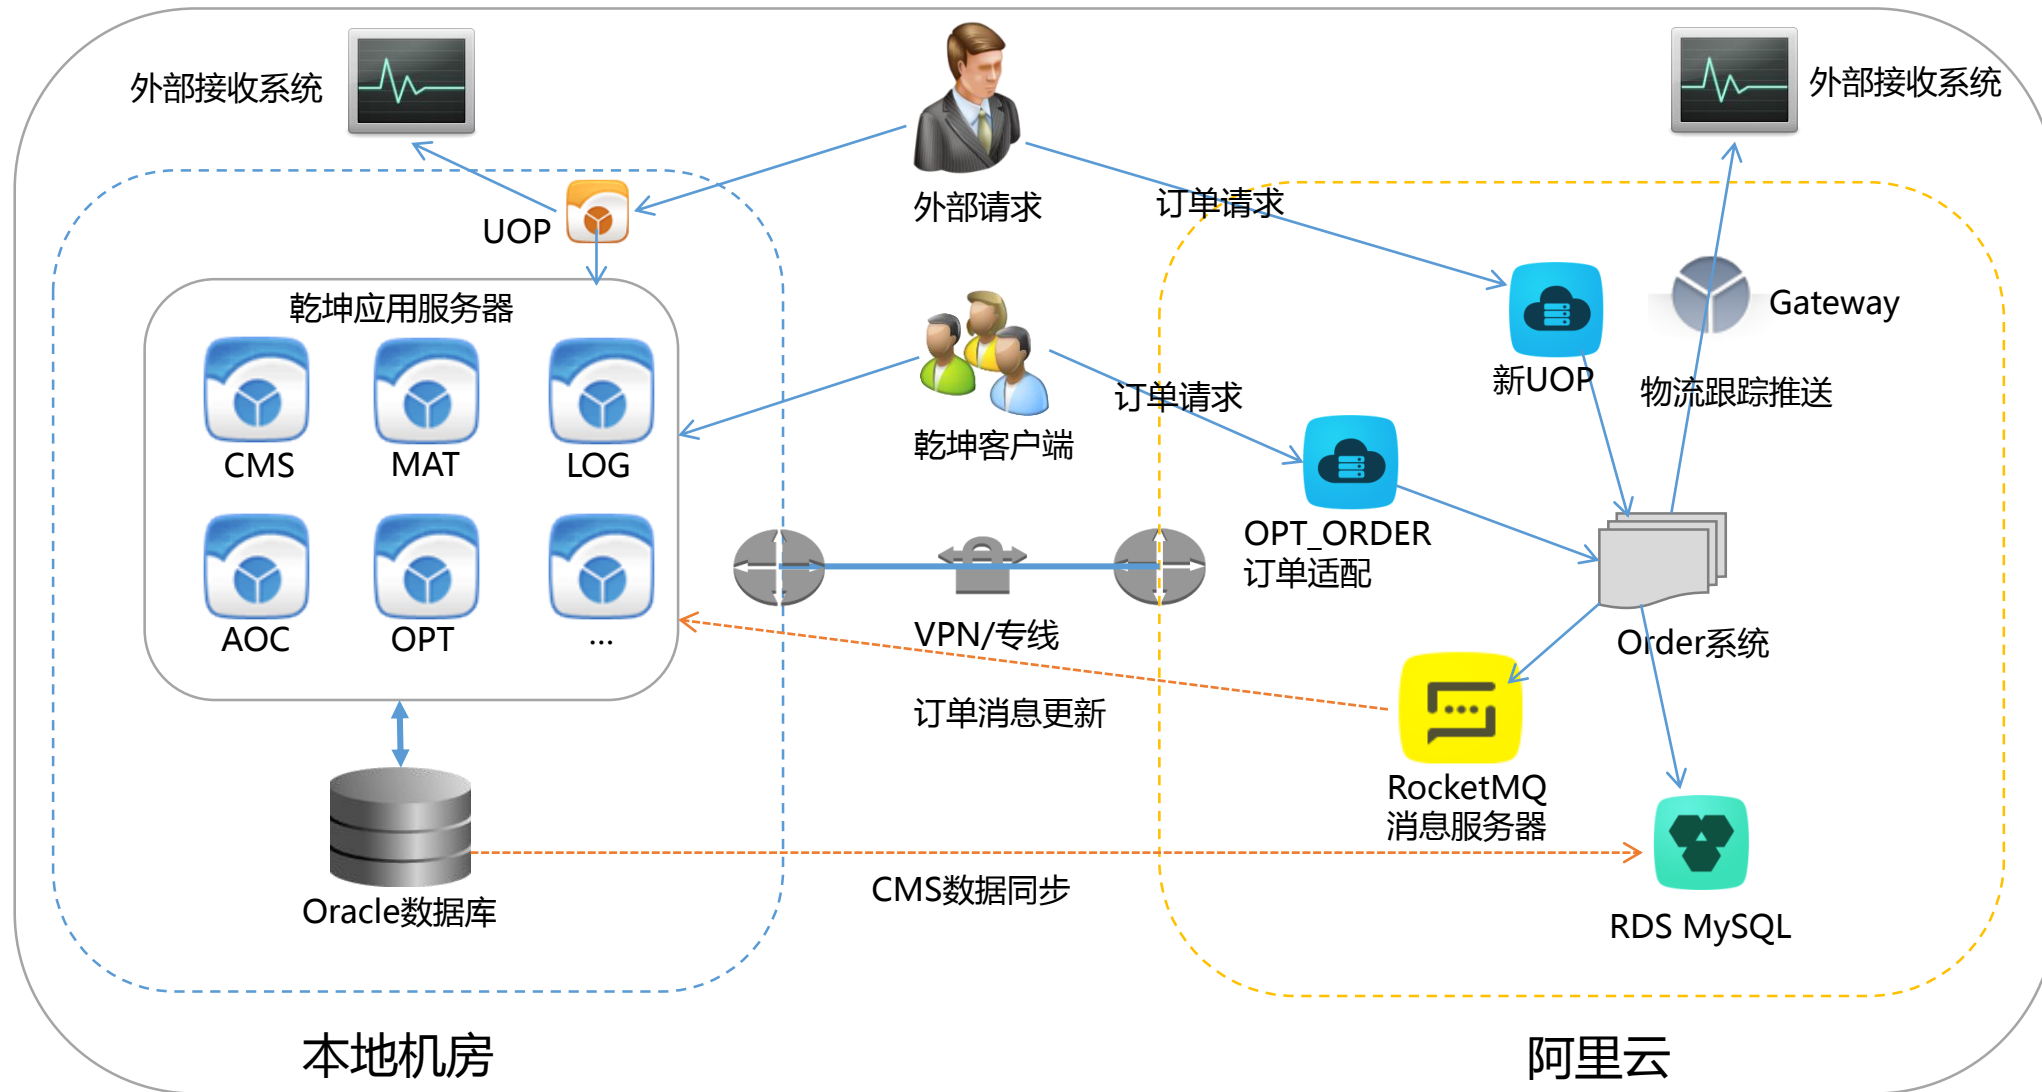 外部接收系统
外部接收系统
外部请求
订单请求
UOP
乾坤应用服务器
Gateway
新UOP
物流跟踪推送
订单请求
乾坤客户端
CMS
MAT
LOG
OPT_ORDER
订单适配
AOC
OPT
...
VPN/专线
Order系统
订单消息更新
RocketMQ
消息服务器
CMS数据同步
Oracle数据库
RDS MySQL
本地机房
阿里云